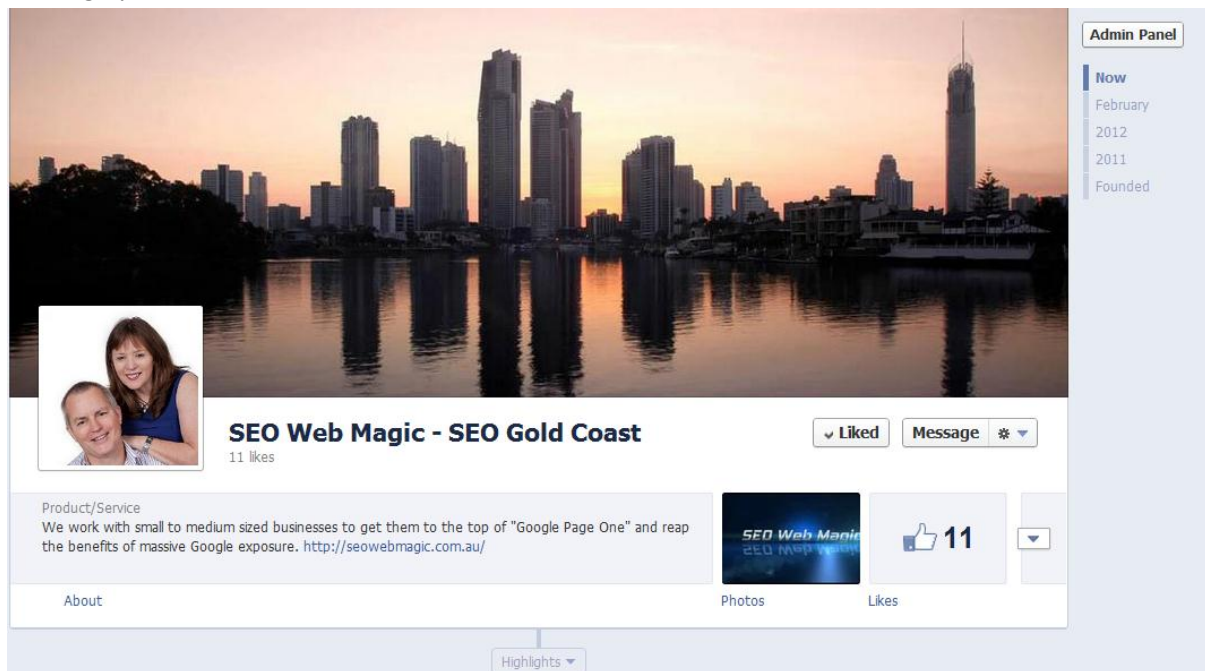 Admin Panel
Now
February
2012
2011
Founded
SEO Web Magic - SEO Gold Coast
11 likes
Liked
Message
Product/Service
We work with small to medium sized businesses to get them to the top of "Google Page One" and reap
the benefits of massive Google exposure. http://seowebmagic.com.au/
SEO Web Magic
11
About
Photos
Likes
Highlights